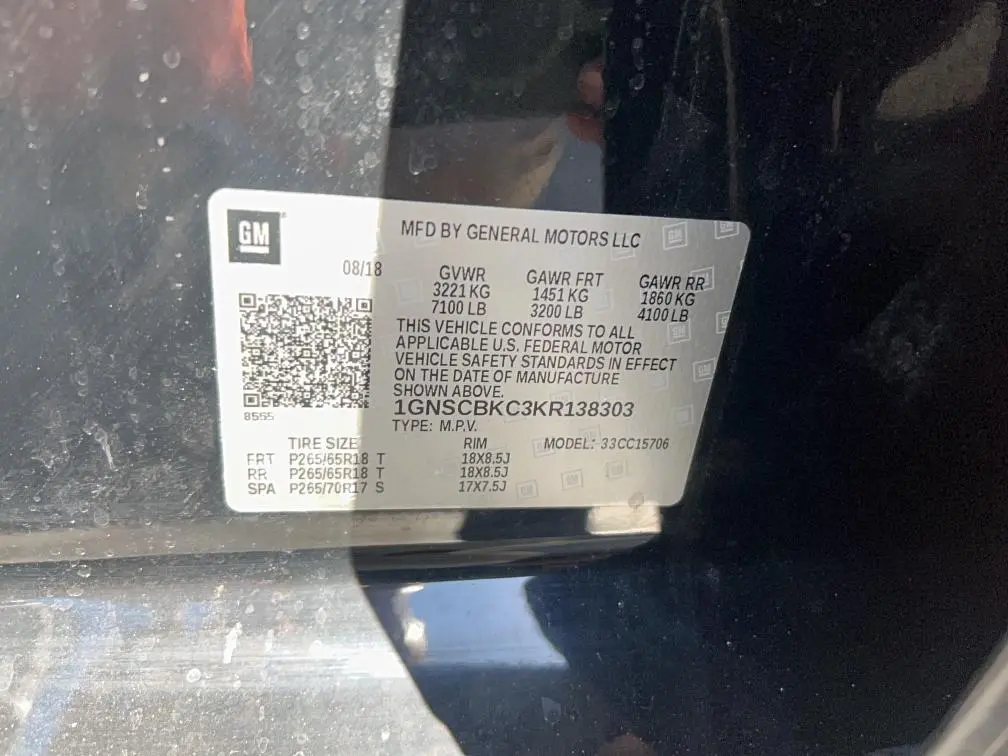 GM
MFD BY GENERAL MOTORS LLC
08/18
GVWR GAWR FRT GAWR RR
3221 KG 1451 KG 1860 KG
7100 LB 3200 LB 4100 LB
THIS VEHICLE CONFORMS TO ALL
APPLICABLE U.S. FEDERAL MOTOR
VEHICLE SAFETY STANDARDS IN EFFECT
ON THE DATE OF MANUFACTURE
SHOWN ABOVE.
8555
1GNSCBKC3KR138303
TYPE: M.P.V.
TIRE SIZE RIM MODEL: 33CC15706
FRT P265/65R18 T 18X8.5J
RR P265/65R18 T 18X8.5J
SPA P265/70R17 S 17X7.5J